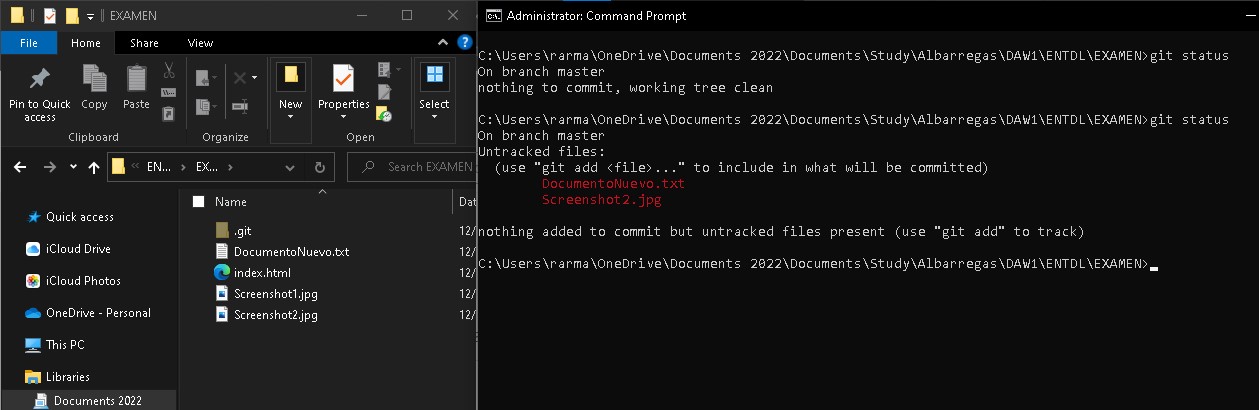 EXAMEN
File Home Share View
Pin to Quick access
Copy
Paste
New
Properties
Select
Clipboard
Organize
Open
EN... EX...
Search EXAMEN
Quick access
iCloud Drive
iCloud Photos
OneDrive - Personal
This PC
Libraries
Documents 2022
Name Dat
.git 12/
DocumentoNuevo.txt 12/
index.html 12/
Screenshot1.jpg 12/
Screenshot2.jpg 12/
Administrator: Command Prompt
C:\Users\rarma\OneDrive\Documents 2022\Documents\Study\Albarregas\DAW1\ENTDL\EXAMEN>git status
On branch master
nothing to commit, working tree clean
C:\Users\rarma\OneDrive\Documents 2022\Documents\Study\Albarregas\DAW1\ENTDL\EXAMEN>git status
On branch master
Untracked files:
(use "git add <file>..." to include in what will be committed)
DocumentoNuevo.txt
Screenshot2.jpg
nothing added to commit but untracked files present (use "git add" to track)
C:\Users\rarma\OneDrive\Documents 2022\Documents\Study\Albarregas\DAW1\ENTDL\EXAMEN>